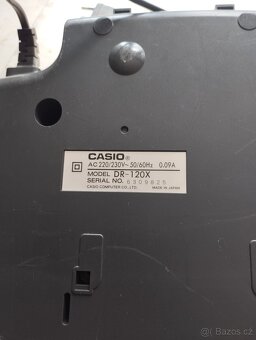 CASIO®
AC 220/230V~50/60Hz 0.09A
MODEL DR-120X
SERIAL NO. 5309825
CASIO COMPUTER CO.,LTD. MADE IN JAPAN
© sbazar.cz